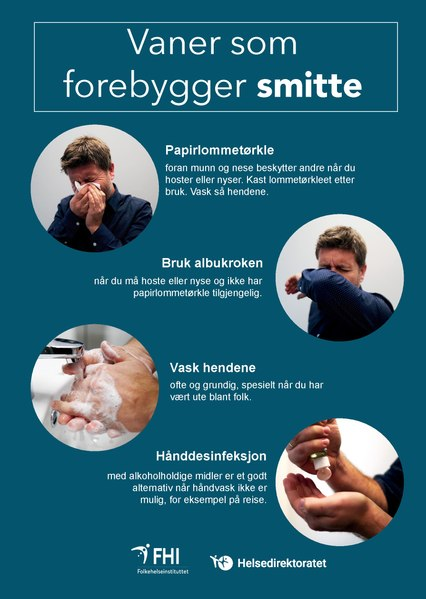 Vaner som
forebygger smitte
Papirlommetørkle
foran munn og nese beskytter andre når du
hoster eller nyser. Kast lommetørkleet etter
bruk. Vask så hendene.
Bruk albukroken
når du må hoste eller nyse og ikke har
papirlommetørkle tilgjengelig.
Vask hendene
ofte og grundig, spesielt når du har
vært ute blant folk.
Hånddesinfeksjon
med alkoholholdige midler er et godt
alternativ når håndvask ikke er
mulig, for eksempel på reise.
FHI
Folkehelseinstituttet
Helsedirektoratet